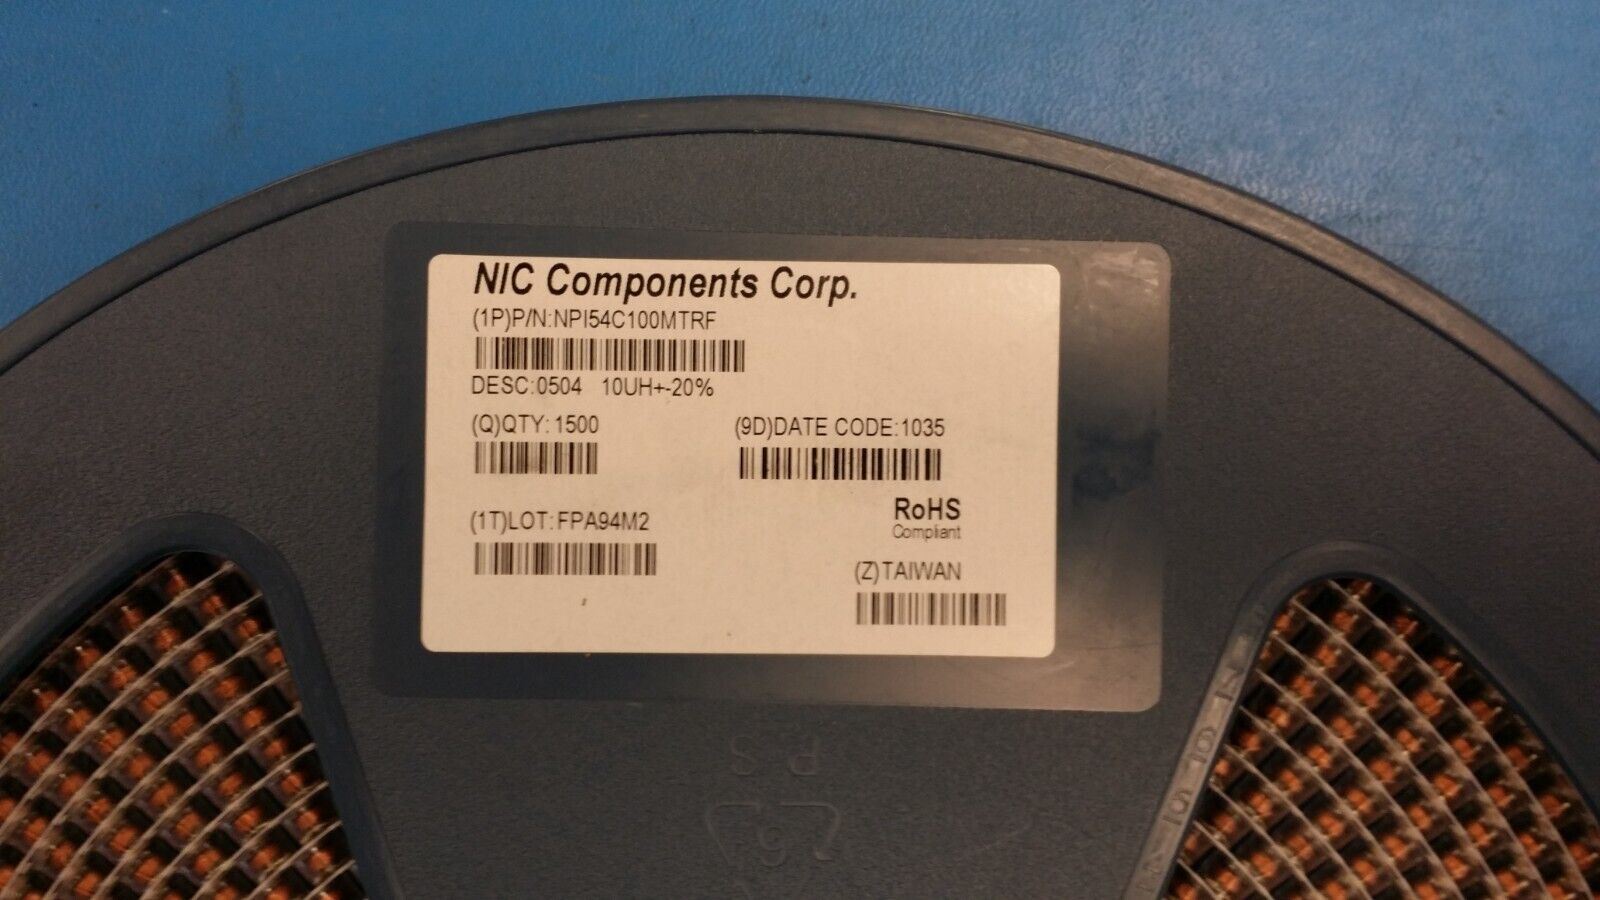 NIC Components Corp.
(1P)P/N:NPI54C100MTRF
DESC:0504 10UH+-20%
(Q)QTY:1500 (9D)DATE CODE:1035
(1T)LOT:FPA94M2
RoHS
Compliant
(Z)TAIWAN
PS
6